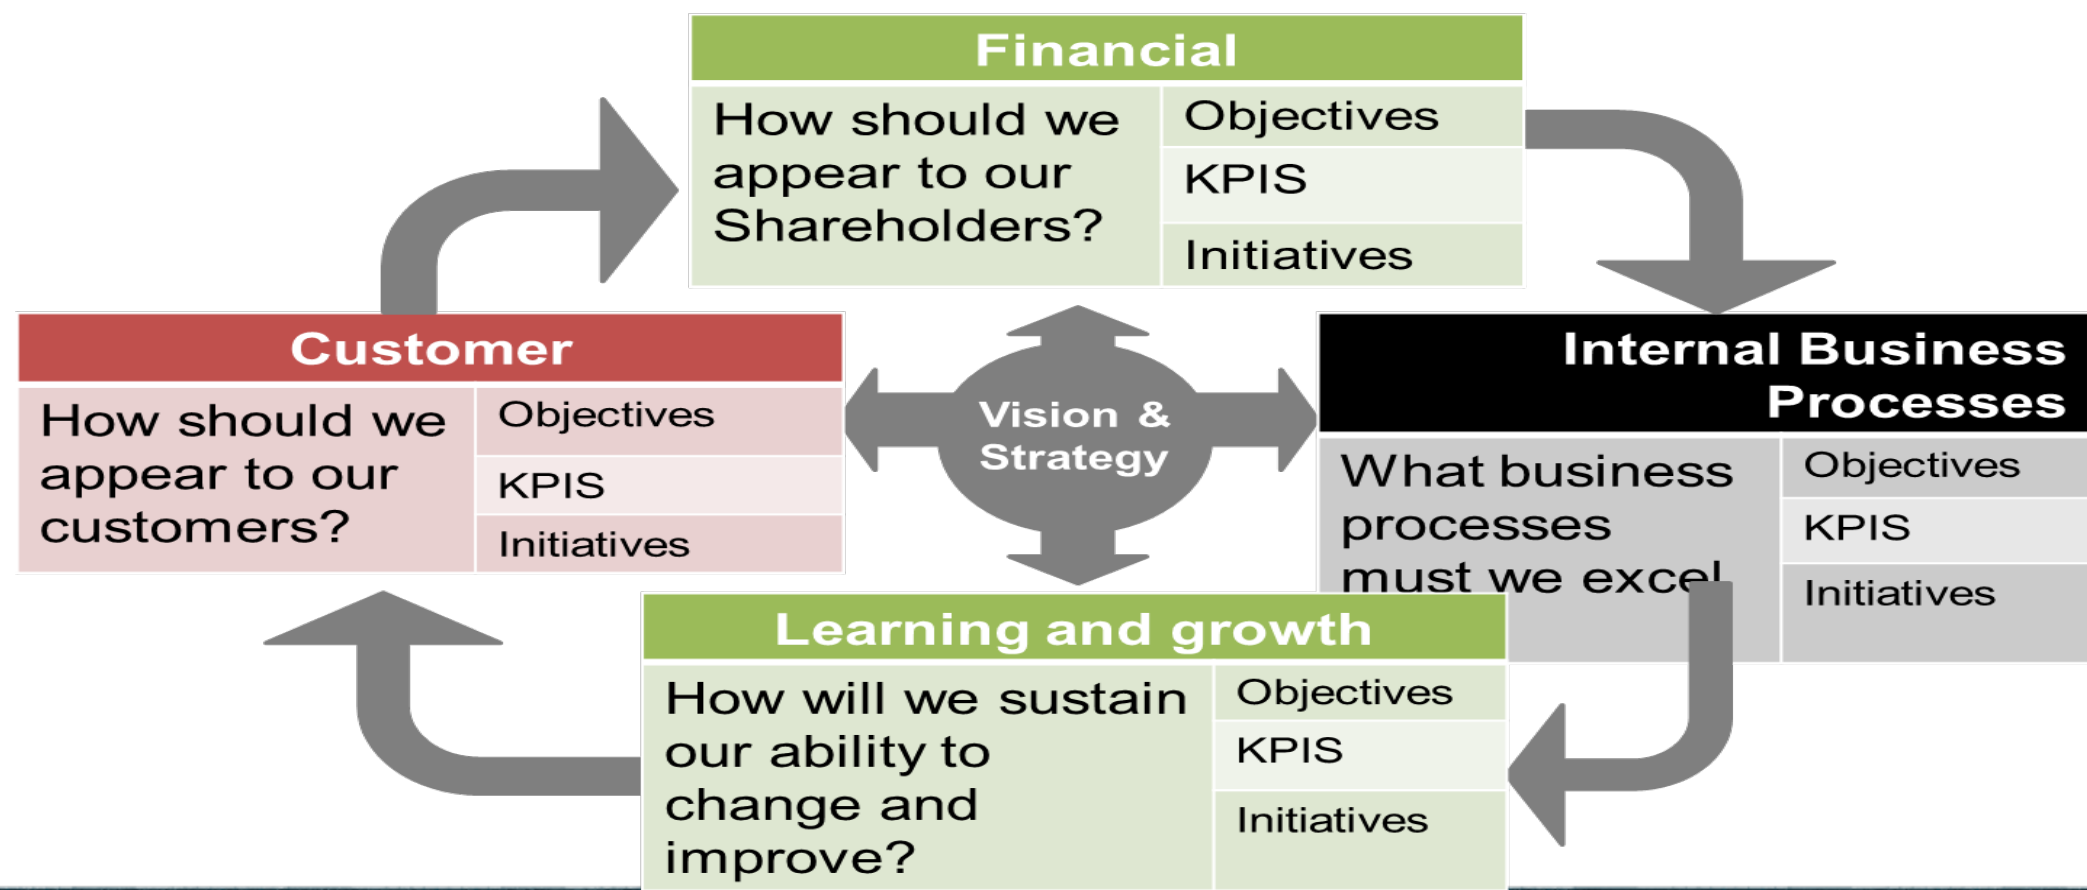 Financial
How should we
appear to our
Shareholders?
Objectives
KPIS
Initiatives
Customer
How should we
appear to our
customers?
Objectives
KPIS
Initiatives
Vision &
Strategy
Internal Business
Processes
What business
processes
must we excel
Objectives
KPIS
Initiatives
Learning and growth
How will we sustain
our ability to
change and
improve?
Objectives
KPIS
Initiatives